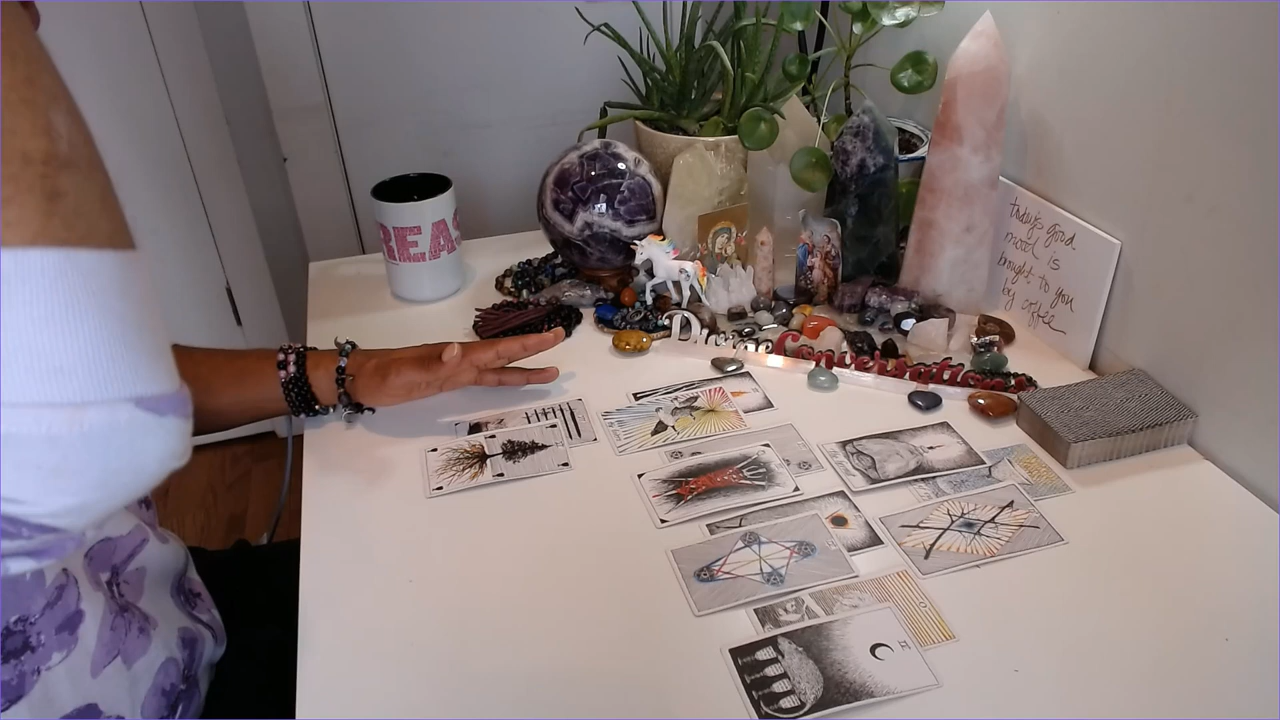 REAS
today's good
mood is
brought to you
by coffee
Divine Conversations